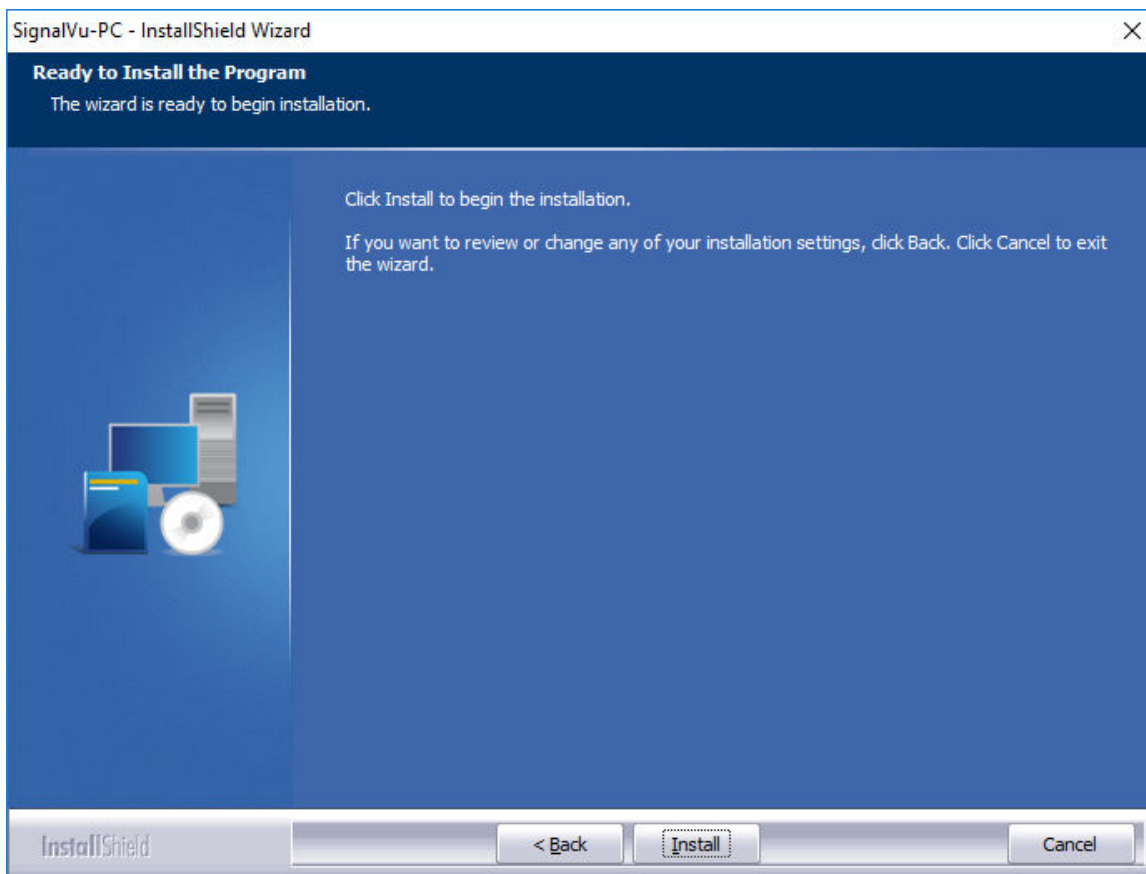 SignalVu-PC - InstallShield Wizard
Ready to Install the Program
The wizard is ready to begin installation.
Click Install to begin the installation.
If you want to review or change any of your installation settings, click Back. Click Cancel to exit
the wizard.
InstallShield
< Back
Install
Cancel